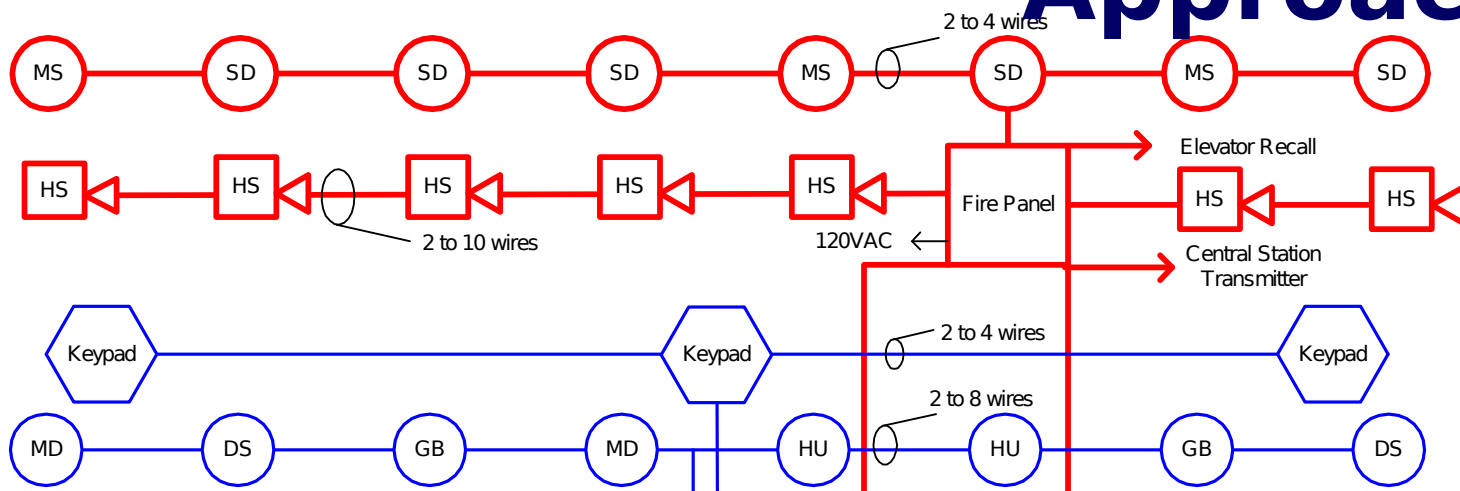 Approac
2 to 4 wires
MS SD SD SD MS SD MS SD
Elevator Recall
HS HS HS HS HS Fire Panel HS HS
120VAC
2 to 10 wires
Central Station
Transmitter
2 to 4 wires
Keypad Keypad Keypad
2 to 8 wires
MD DS GB MD HU HU GB DS